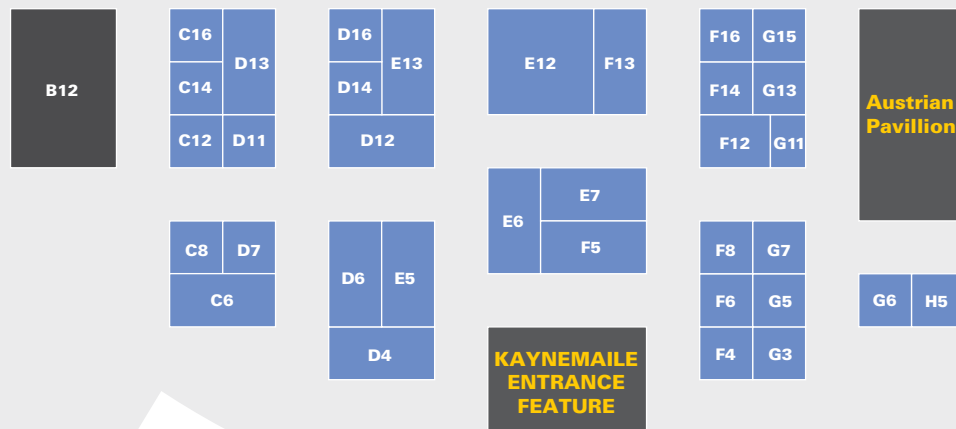 B12
C16
D13
C14
C12
D11
D16
E13
D14
D12
E12
F13
F16
G15
F14
G13
F12
G11
Austrian
Pavillion
E6
E7
F5
C8
D7
C6
D6
E5
D4
F8
G7
F6
G5
F4
G3
G6
H5
KAYNEMAILE
ENTRANCE
FEATURE